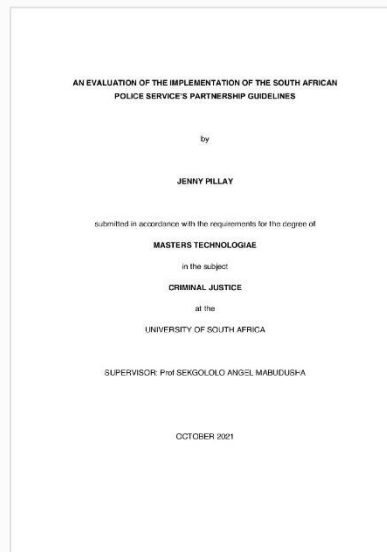 AN EVALUATION OF THE IMPLEMENTATION OF THE SOUTH AFRICAN
POLICE SERVICE'S PARTNERSHIP GUIDELINES
by
JENNY PILLAY
submitted in accordance with the requirements for the degree of
MASTERS TECHNOLOGIAE
in the subject
CRIMINAL JUSTICE
at the
UNIVERSITY OF SOUTH AFRICA
SUPERVISOR: Prof SEKGOLOLO ANGEL MABUDUSHA
OCTOBER 2021